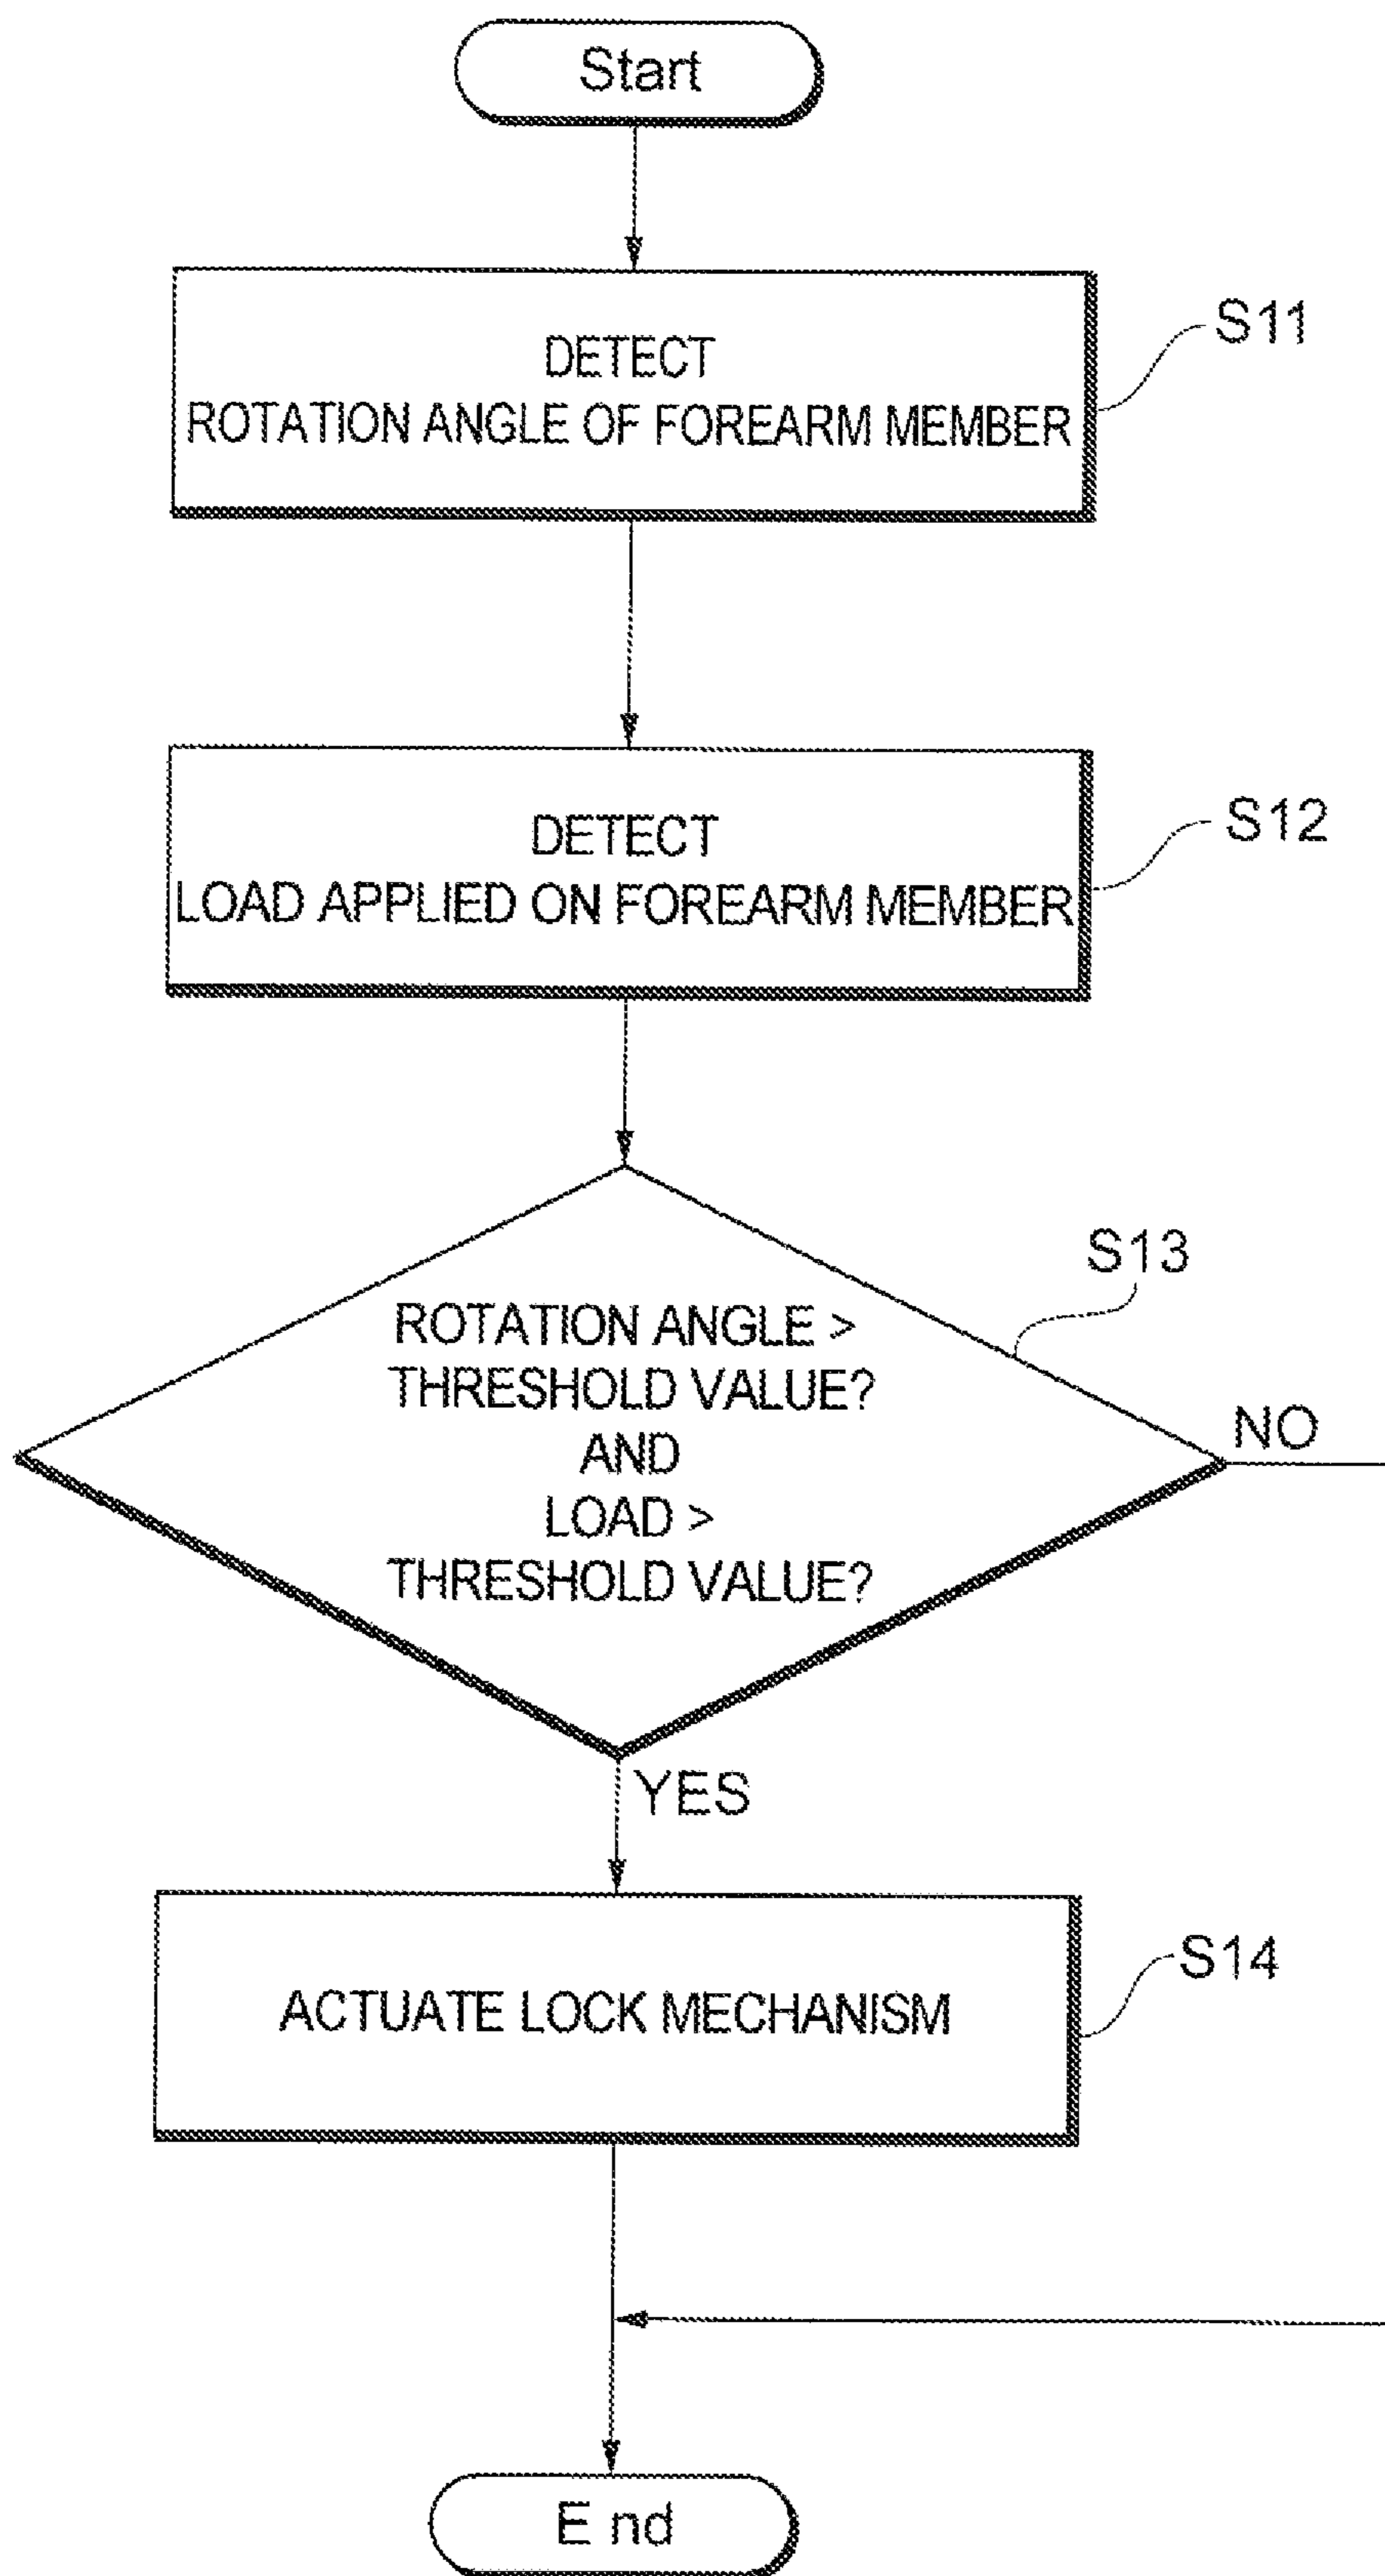 Start
DETECT
ROTATION ANGLE OF FOREARM MEMBER
S11
DETECT
LOAD APPLIED ON FOREARM MEMBER
S12
S13
ROTATION ANGLE >
THRESHOLD VALUE?
AND
LOAD >
THRESHOLD VALUE?
NO
YES
ACTUATE LOCK MECHANISM
S14
E nd